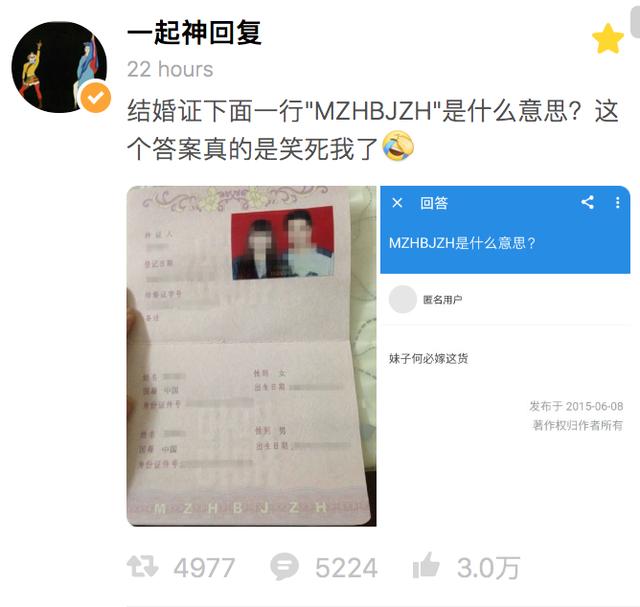 一起神回复
22 hours
结婚证下面一行"MZHBJZH"是什么意思？这
个答案真的是笑死我了🤣
持 证 人
登记日期
结婚证字号
备注
姓名
性别 女
国籍 中国
出生日期
身份证件号
姓名
性别 男
国籍 中国
出生日期
身份证件号
M Z H B J Z H
回答
MZHBJZH是什么意思？
匿名用户
妹子何必嫁这货
发布于 2015-06-08
著作权归作者所有
4977
5224
3.0万